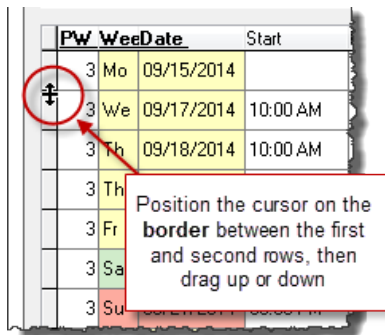 PW WeeDate Start
3 Mo 09/15/2014
3 We 09/17/2014 10:00 AM
3 Th 09/18/2014 10:00 AM
3 Th
3 Fr
3 Sa
3 Su
Position the cursor on the
border between the first
and second rows, then
drag up or down